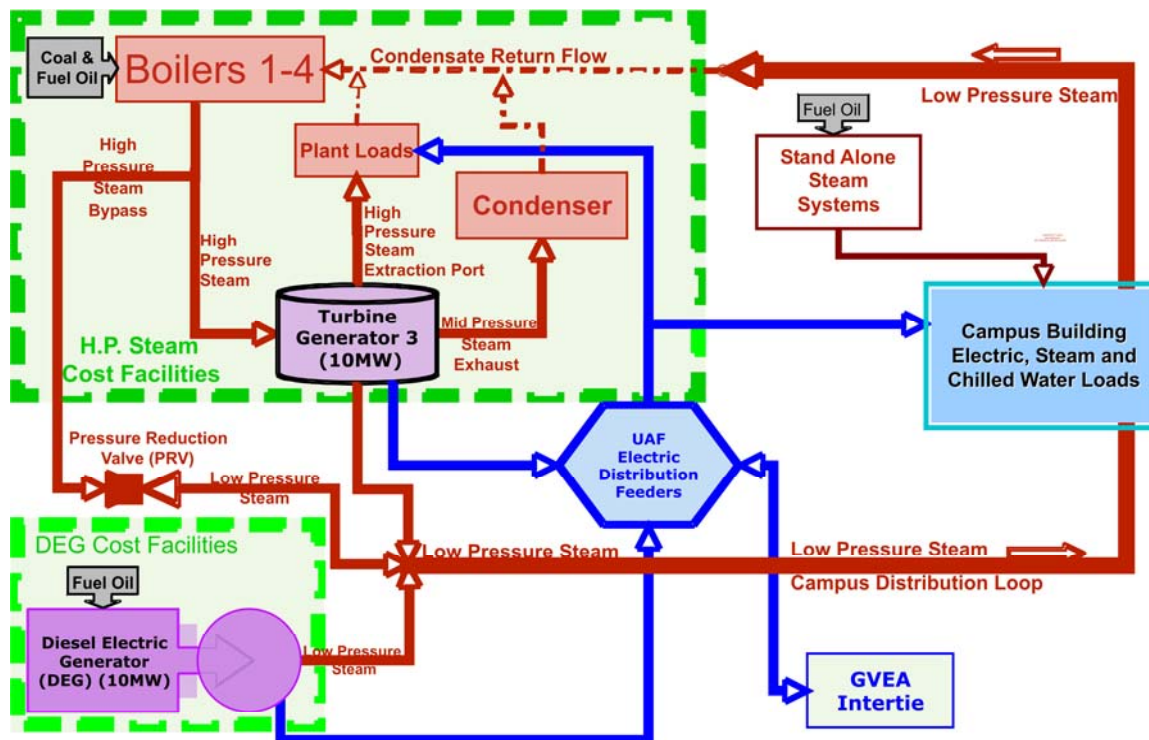 Coal &
Fuel Oil
Boilers 1-4
Condensate Return Flow
Low Pressure Steam
Fuel Oil
Stand Alone
Steam
Systems
High
Pressure
Steam
Bypass
Plant Loads
Condenser
High
Pressure
Steam
High
Pressure
Steam
Extraction Port
Turbine
Generator 3
(10MW)
Mid Pressure
Steam
Exhaust
H.P. Steam
Cost Facilities
Campus Building
Electric, Steam and
Chilled Water Loads
Pressure Reduction
Valve (PRV)
Low Pressure
Steam
UAF
Electric
Distribution
Feeders
DEG Cost Facilities
Low Pressure Steam
Low Pressure Steam
Campus Distribution Loop
Fuel Oil
Diesel Electric
Generator
(DEG) (10MW)
Low Pressure
Steam
GVEA
Intertie